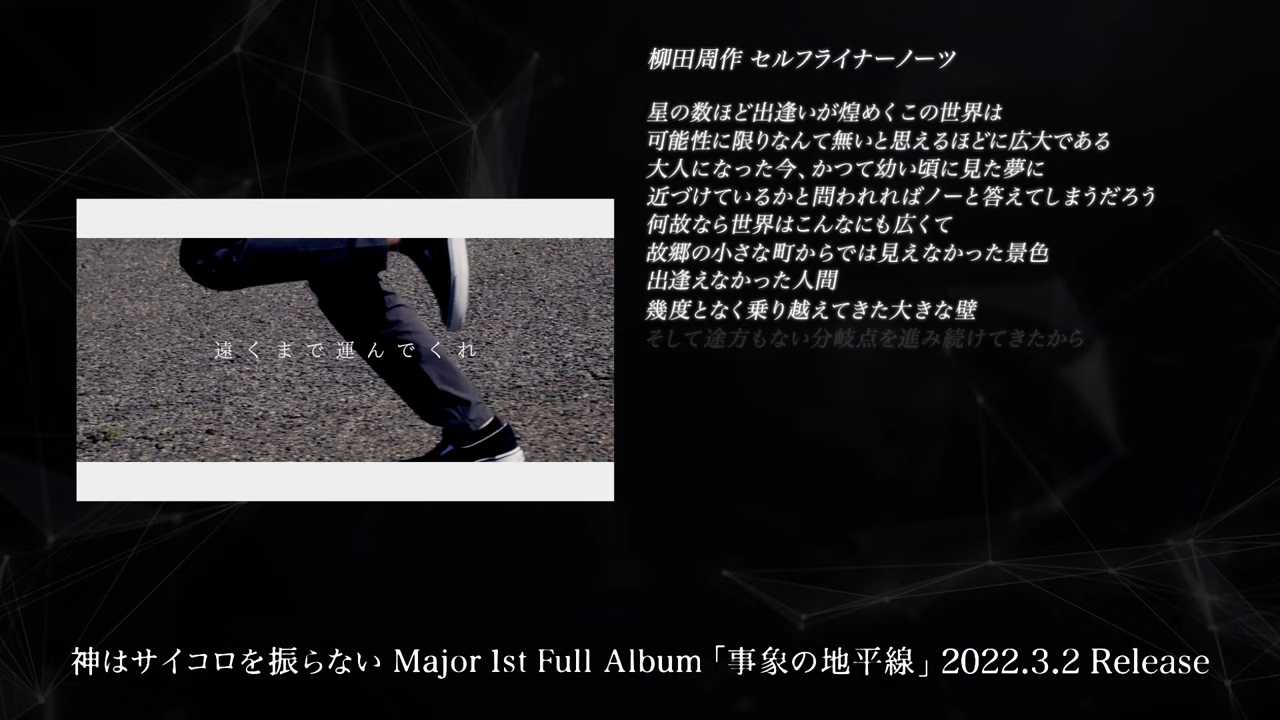 柳田周作 セルフライナーノーツ
星の数ほど出逢いが煌めくこの世界は
可能性に限りなんて無いと思えるほどに広大である
大人になった今、かつて幼い頃に見た夢に
近づけているかと問われればノーと答えてしまうだろう
何故なら世界はこんなにも広くて
故郷の小さな町からでは見えなかった景色
出逢えなかった人間
幾度となく乗り越えてきた大きな壁
そして途方もない分岐点を進み続けてきたから
遠くまで運んでくれ
神はサイコロを振らない Major 1st Full Album「事象の地平線」2022.3.2 Release